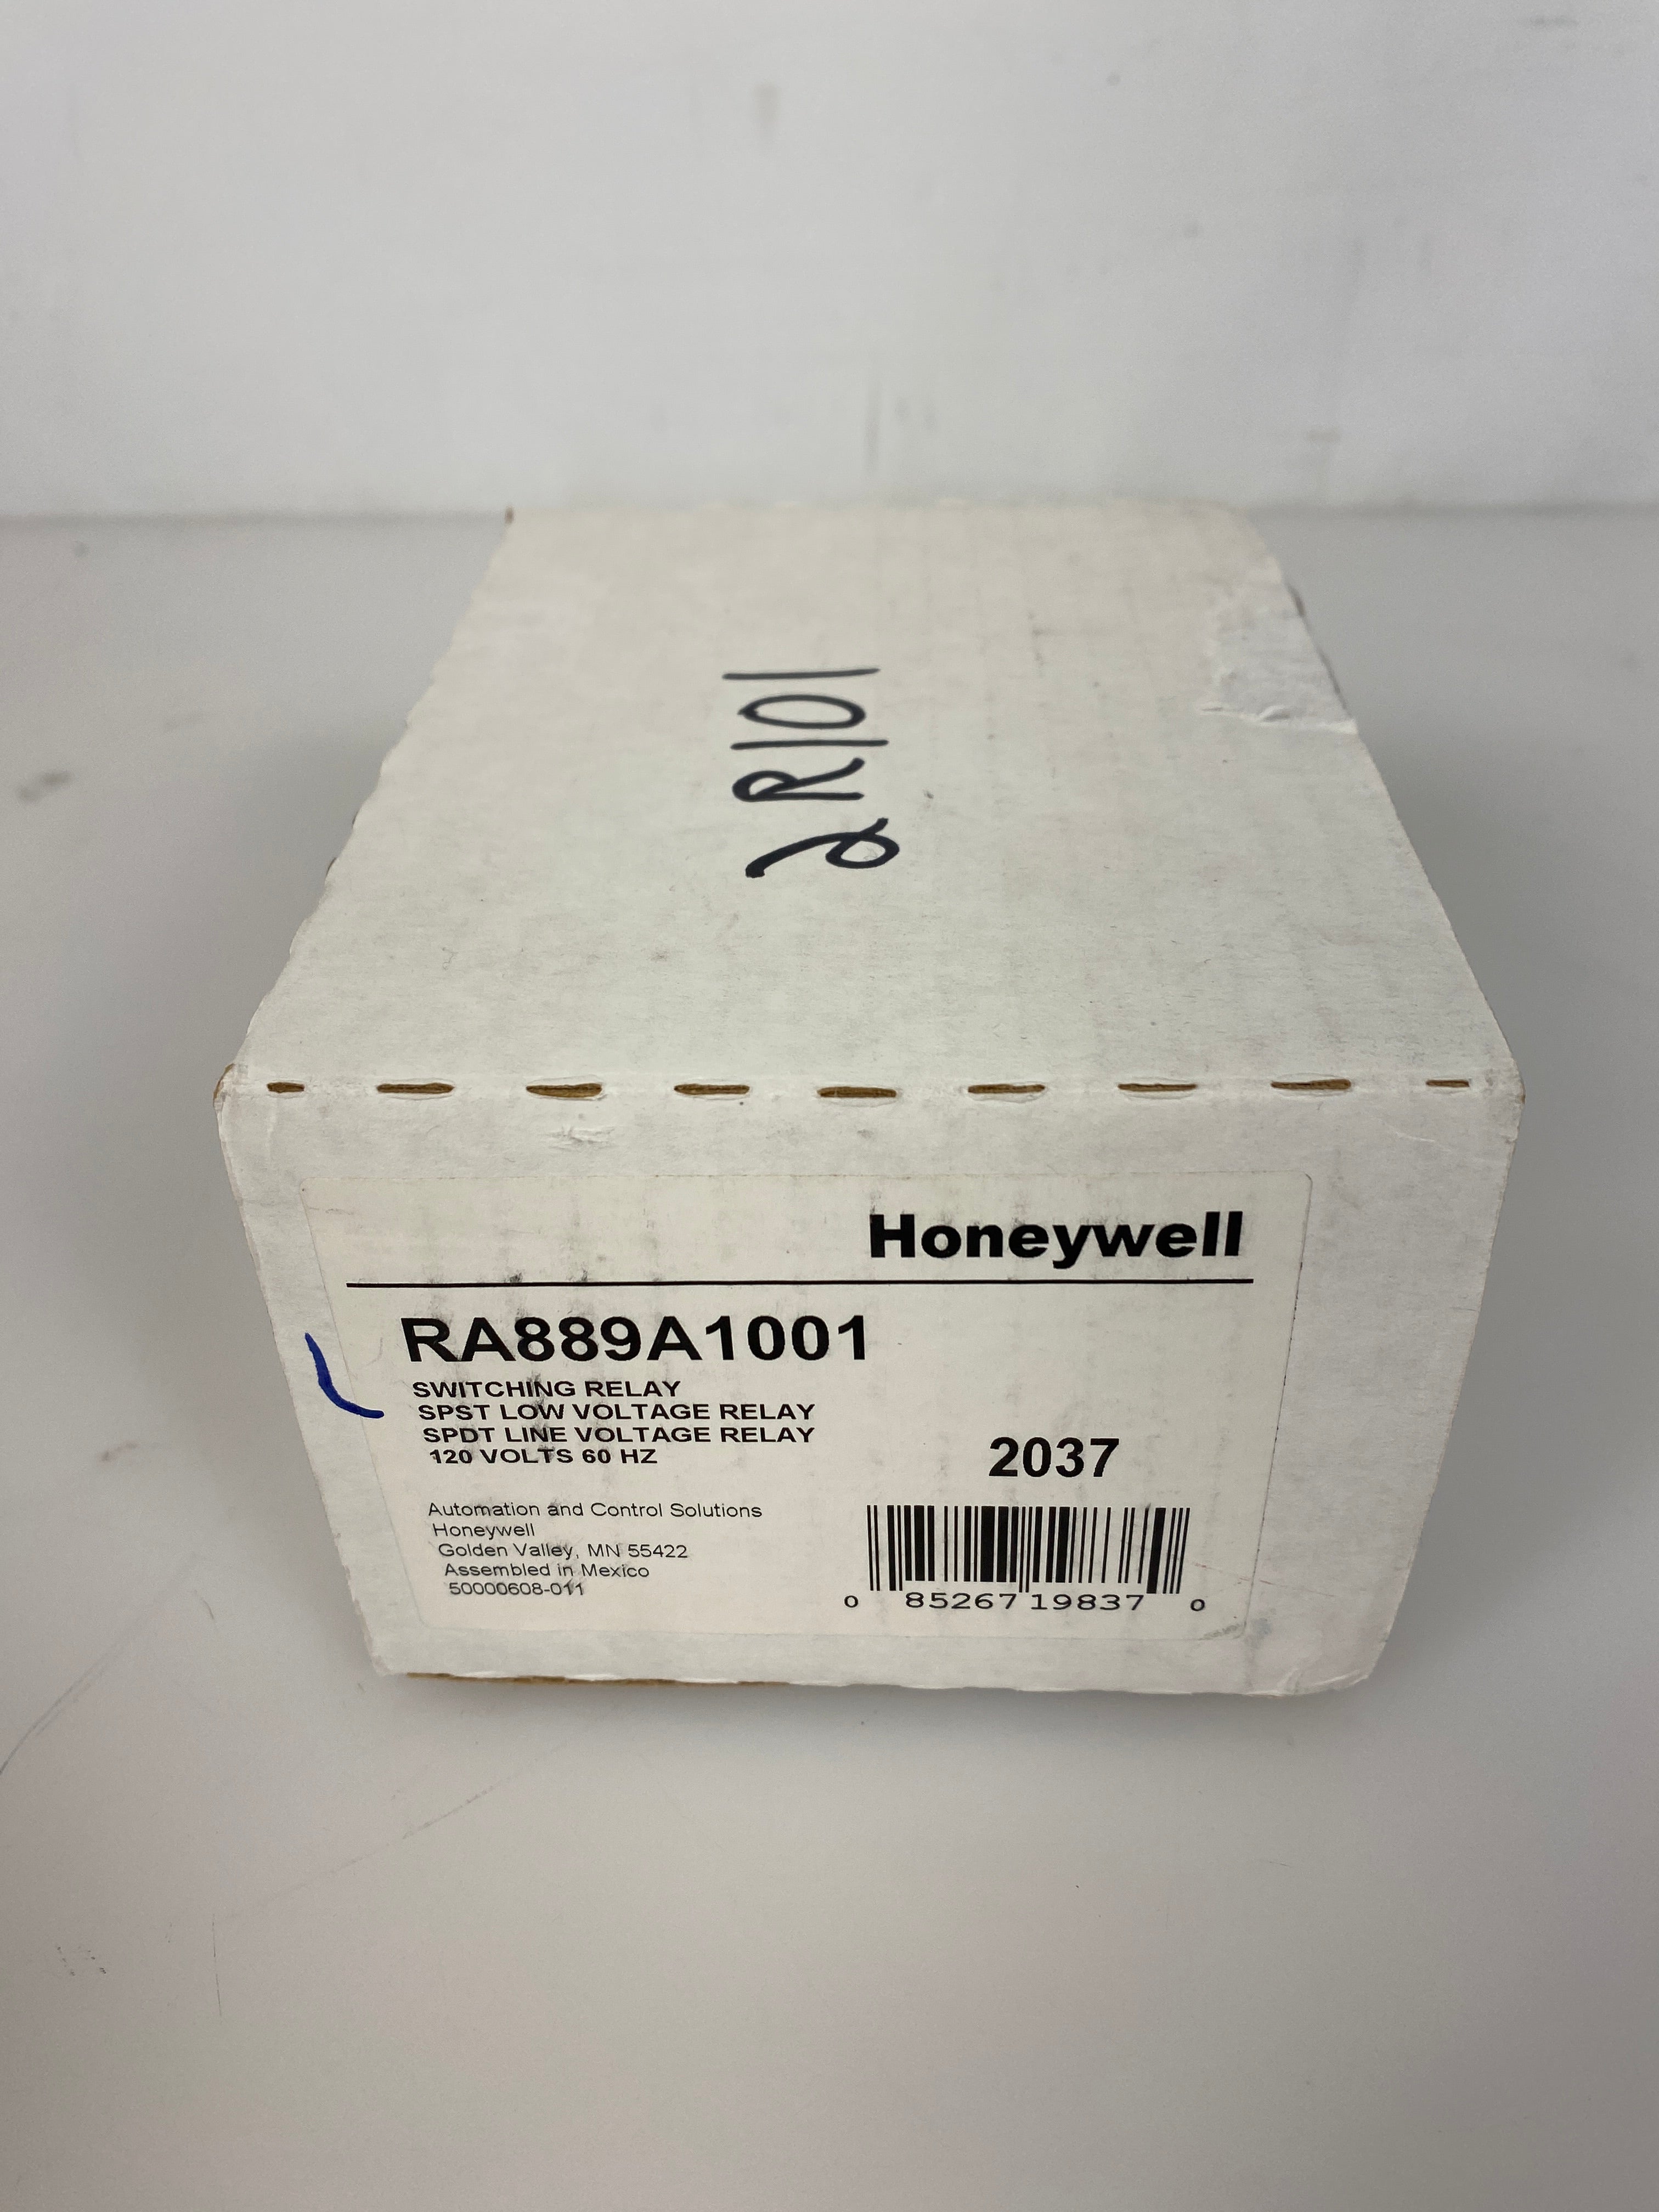 2R101
Honeywell
RA889A1001
SWITCHING RELAY
SPST LOW VOLTAGE RELAY
SPDT LINE VOLTAGE RELAY
120 VOLTS 60 HZ
2037
Automation and Control Solutions
Honeywell
Golden Valley, MN 55422
Assembled in Mexico
50000608-011
0 85267 19837 0